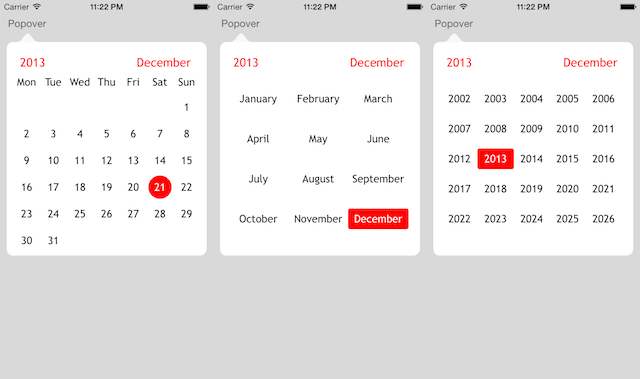 Carrier 11:22 PM
Popover
2013 December
Mon Tue Wed Thu Fri Sat Sun
1
2 3 4 5 6 7 8
9 10 11 12 13 14 15
16 17 18 19 20 21 22
23 24 25 26 27 28 29
30 31
Carrier 11:22 PM
Popover
2013 December
January February March
April May June
July August September
October November December
Carrier 11:22 PM
Popover
2013 December
2002 2003 2004 2005 2006
2007 2008 2009 2010 2011
2012 2013 2014 2015 2016
2017 2018 2019 2020 2021
2022 2023 2024 2025 2026